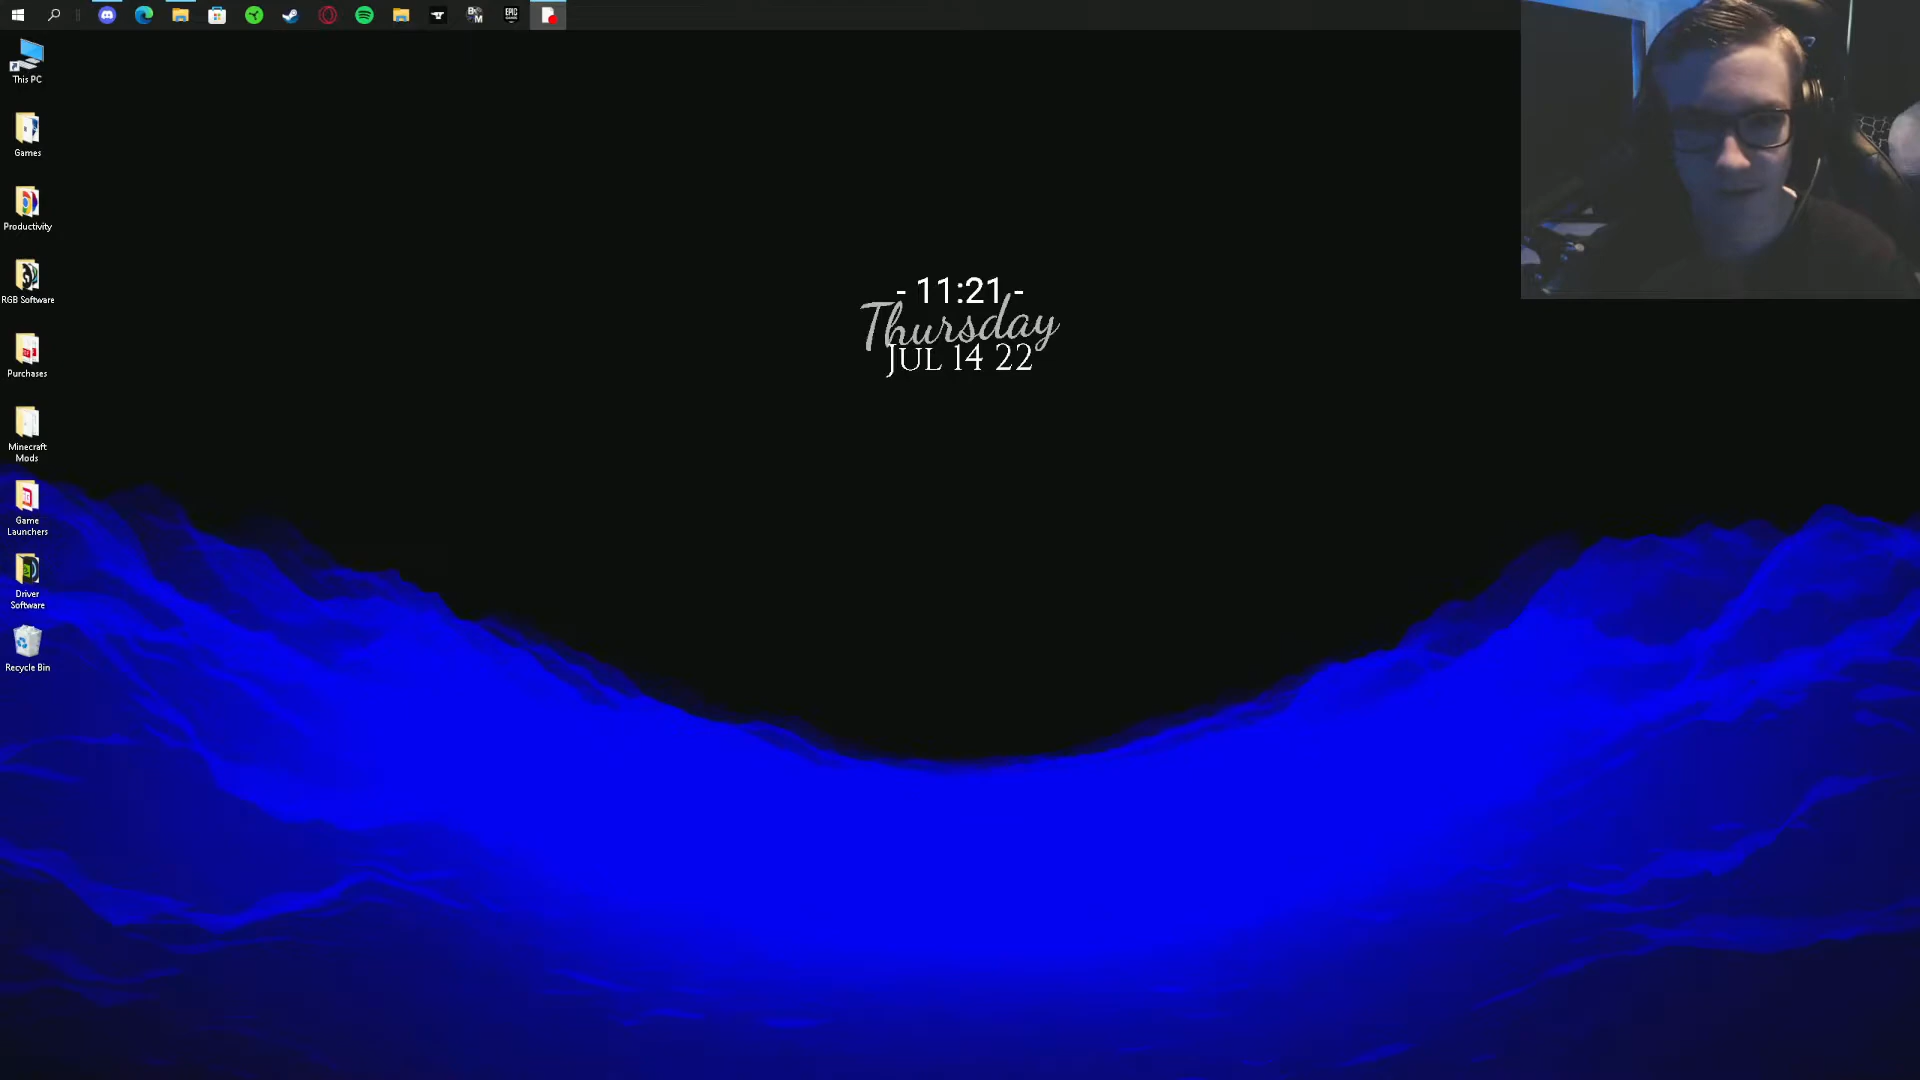 EPIC
This PC
Games
Productivity
RGB Software
Purchases
Minecraft
Mods
Game
Launchers
Driver
Software
Recycle Bin
- 11:21 -
Thursday
JUL 14 22